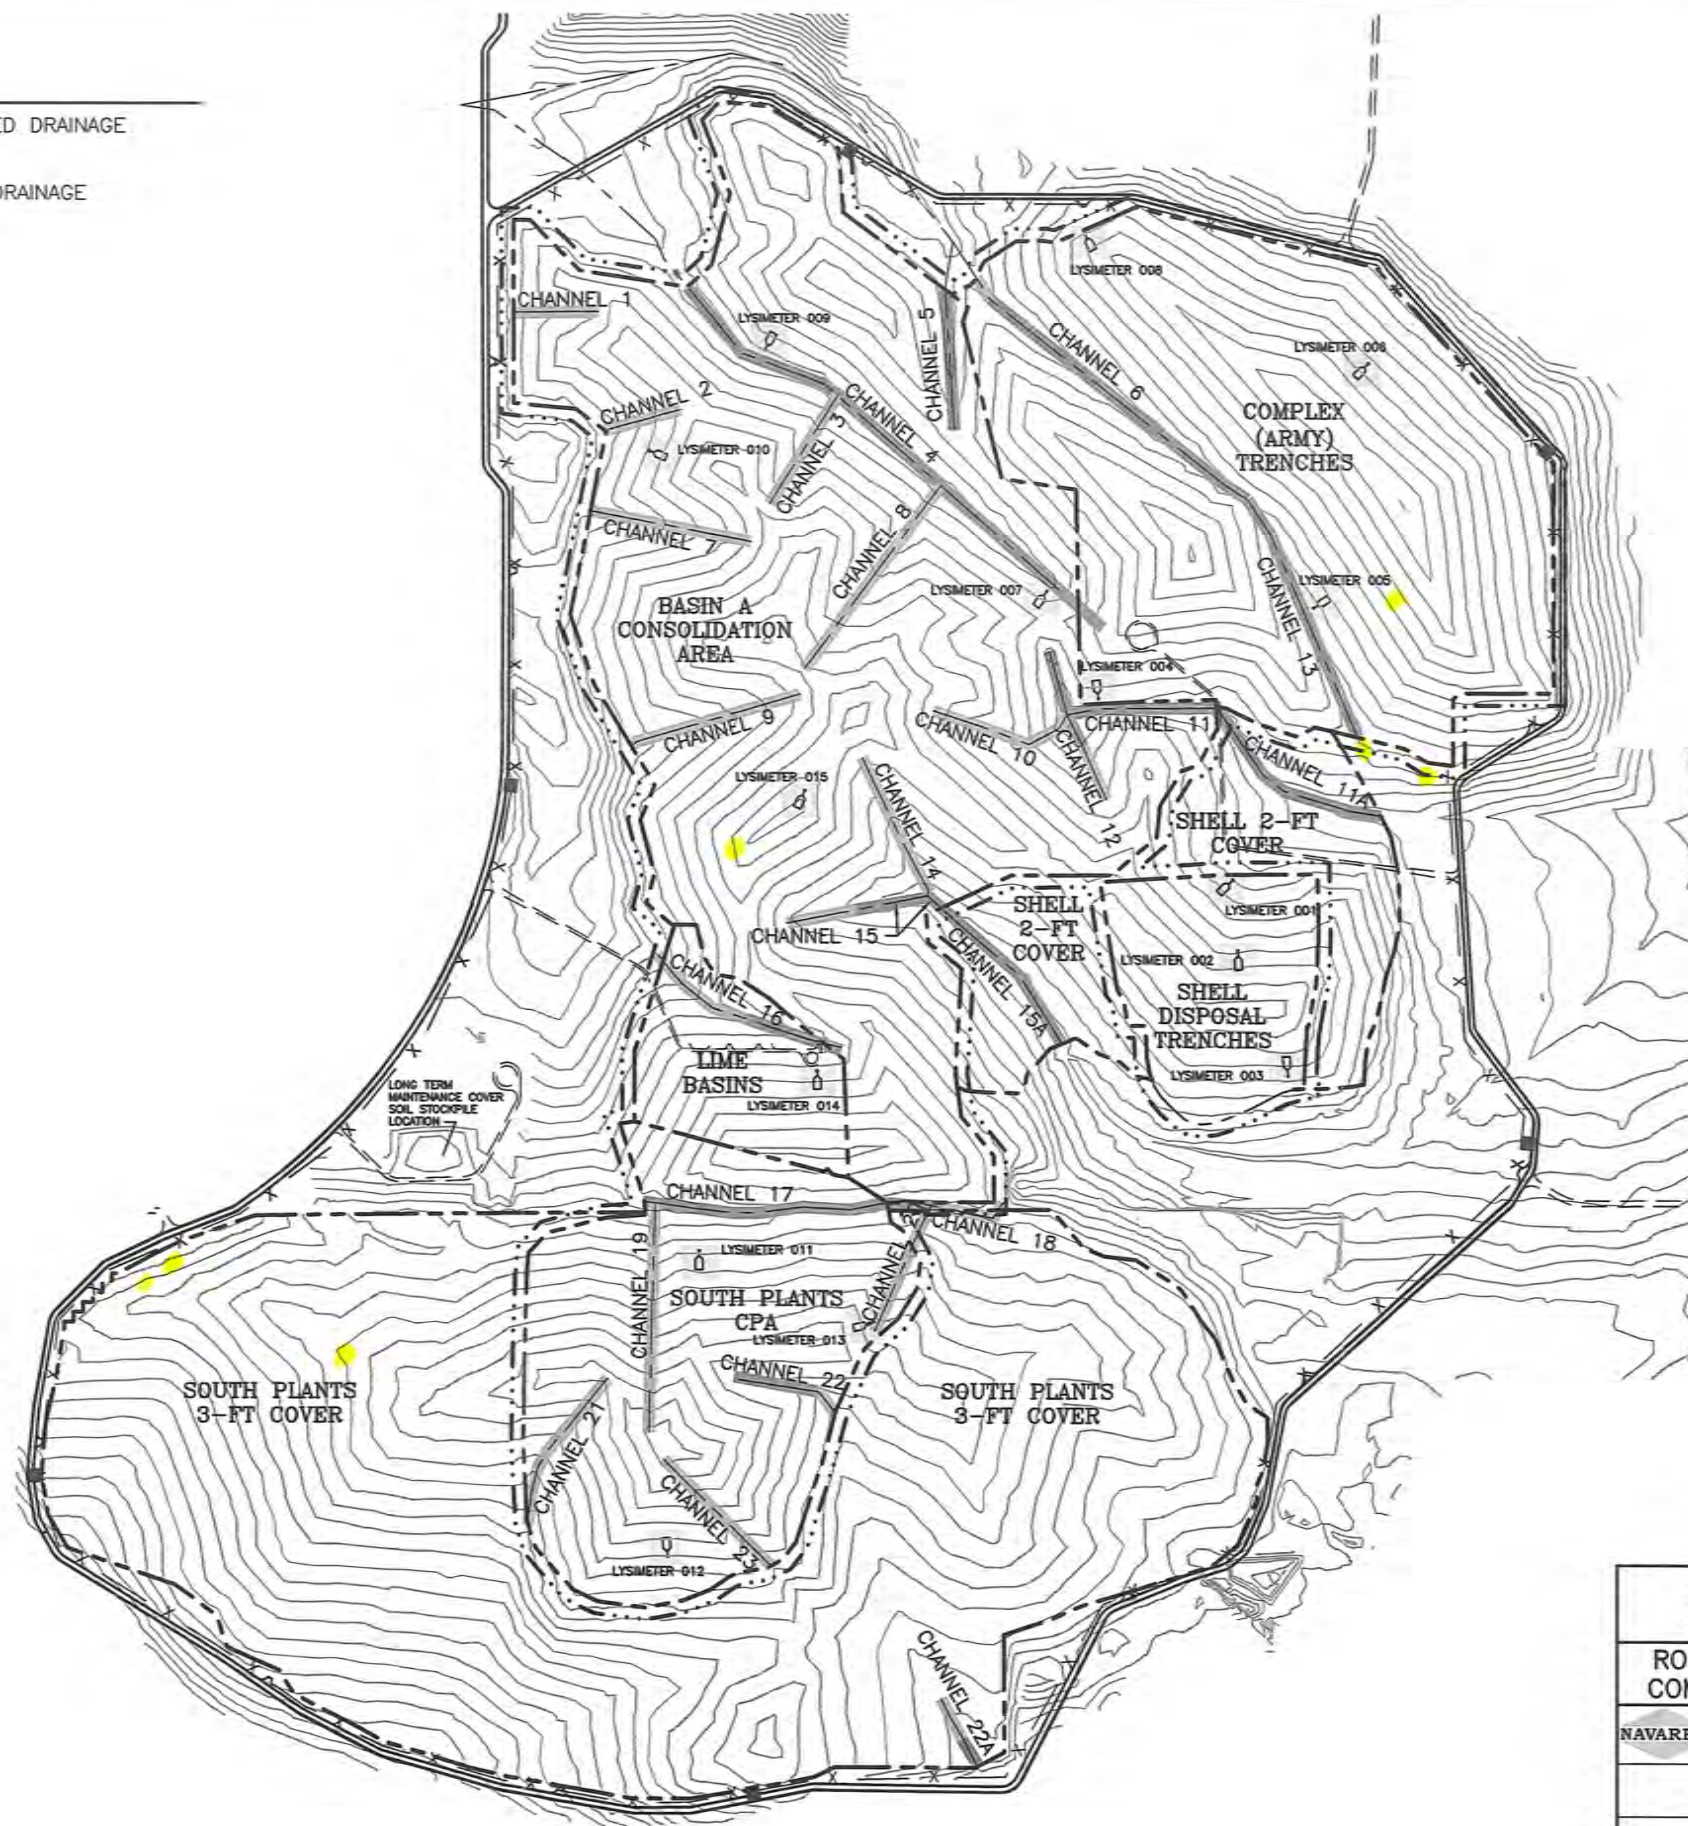 ED DRAINAGE
DRAINAGE
LYSIMETER 008
CHANNEL 1
LYSIMETER 009
CHANNEL 5
CHANNEL 6
LYSIMETER 006
CHANNEL 2
CHANNEL 3
CHANNEL 4
COMPLEX
(ARMY)
TRENCHES
LYSIMETER 010
CHANNEL 7
CHANNEL 8
LYSIMETER 007
LYSIMETER 005
CHANNEL 13
BASIN A
CONSOLIDATION
AREA
LYSIMETER 004
CHANNEL 9
CHANNEL 10
CHANNEL 11
CHANNEL 12
CHANNEL 11A
LYSIMETER 015
CHANNEL 14
SHELL 2-FT
COVER
LYSIMETER 001
SHELL
2-FT
COVER
CHANNEL 15
CHANNEL 15A
LYSIMETER 002
SHELL
DISPOSAL
TRENCHES
LYSIMETER 003
CHANNEL 16
LIME
BASINS
LYSIMETER 014
LONG TERM
MAINTENANCE COVER
SOIL STOCKPILE
LOCATION
CHANNEL 17
CHANNEL 18
CHANNEL 19
LYSIMETER 011
CHANNEL
SOUTH PLANTS
CPA
LYSIMETER 013
CHANNEL 22
SOUTH PLANTS
3-FT COVER
SOUTH PLANTS
3-FT COVER
CHANNEL 21
CHANNEL 23
LYSIMETER 012
CHANNEL 22A
RO
CO
NAVARR